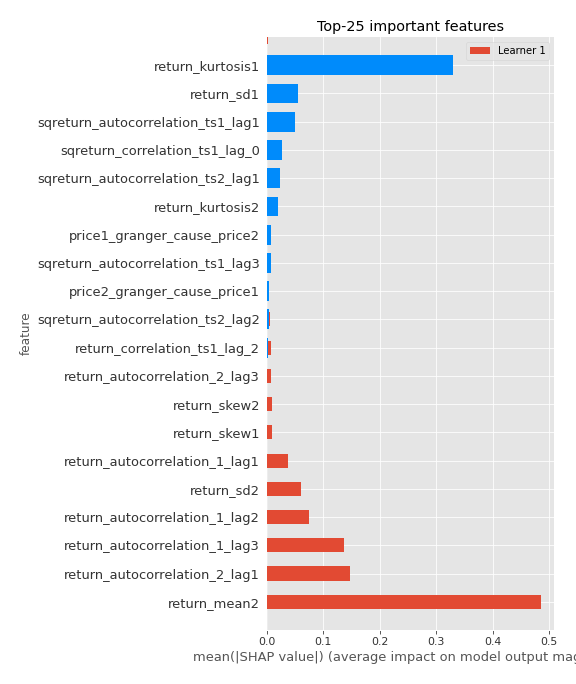 Top-25 important features
Learner 1
return_kurtosis1
return_sd1
sqreturn_autocorrelation_ts1_lag1
sqreturn_correlation_ts1_lag_0
sqreturn_autocorrelation_ts2_lag1
return_kurtosis2
price1_granger_cause_price2
sqreturn_autocorrelation_ts1_lag3
price2_granger_cause_price1
sqreturn_autocorrelation_ts2_lag2
return_correlation_ts1_lag_2
return_autocorrelation_2_lag3
return_skew2
return_skew1
return_autocorrelation_1_lag1
return_sd2
return_autocorrelation_1_lag2
return_autocorrelation_1_lag3
return_autocorrelation_2_lag1
return_mean2
feature
0.0 0.1 0.2 0.3 0.4 0.5
mean(|SHAP value|) (average impact on model output mag